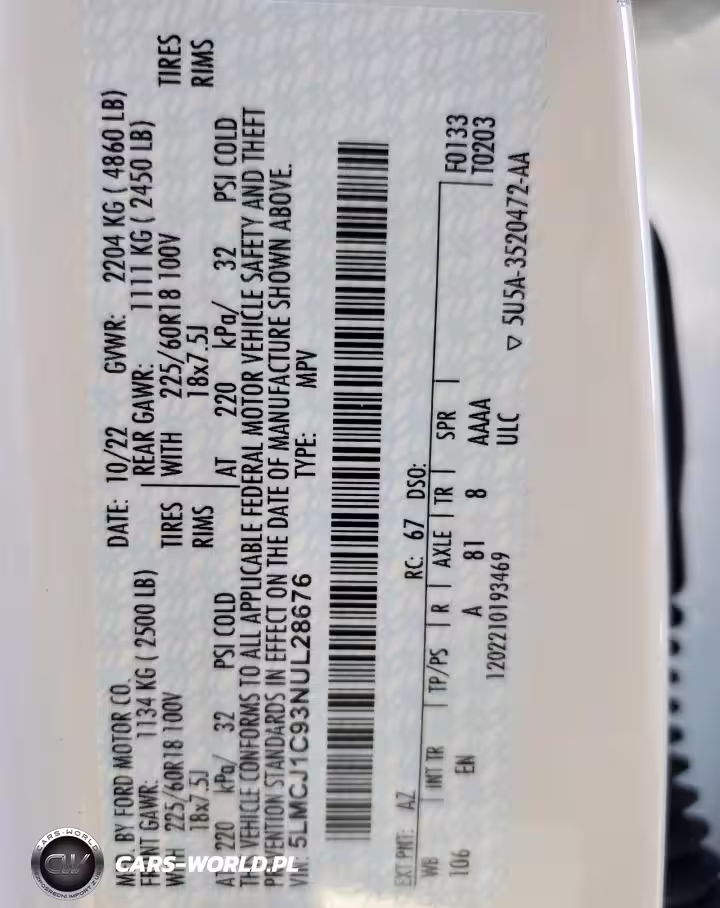 DATE: 10/22 GVWR: 2204 KG ( 4860 LB)
BY FORD MOTOR CO.
FRONT GAWR: 1134 KG ( 2500 LB) REAR GAWR: 1111 KG ( 2450 LB)
WITH 225/60R18 100V TIRES WITH 225/60R18 100V TIRES
18x7.5J RIMS 18x7.5J RIMS
AT 220 kPa/ 32 PSI COLD AT 220 kPa/ 32 PSI COLD
THE VEHICLE CONFORMS TO ALL APPLICABLE FEDERAL MOTOR VEHICLE SAFETY AND THEFT
PREVENTION STANDARDS IN EFFECT ON THE DATE OF MANUFACTURE SHOWN ABOVE.
VIN: 5LMCJ1C93NUL28676 TYPE: MPV
EXT PNT: AZ RC: 67 DSO:
F0133
WB INT TR TP/PS R AXLE TR SPR T0203
106 EN A 81 8 AAAA
1202210193469 ULC
▽ 5U5A-3520472-AA
CARS-WORLD
CW
CARS-WORLD.PL